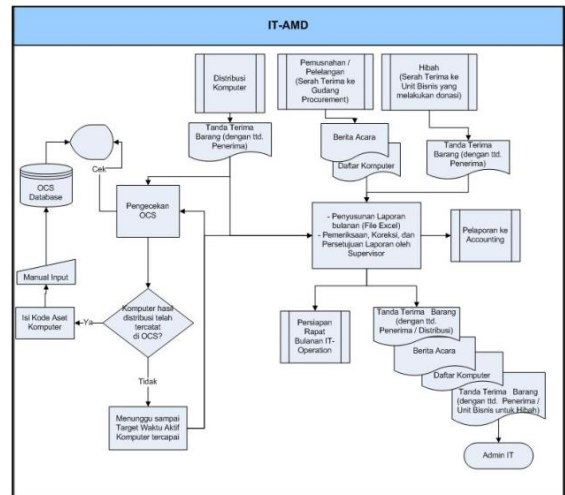 IT-AMD
Distribusi
Komputer
Pemusnahan /
Pelelangan
(Serah Terima ke
Gudang
Procurement)
Hibah
(Serah Terima ke
Unit Bisnis yang
melakukan donasi)
Tanda Terima
Barang (dengan ttd.
Penerima)
Berita Acara
Daftar Komputer
Tanda Terima
Barang (dengan ttd.
Penerima)
Cek
OCS
Database
Pengecekan
OCS
- Penyusunan Laporan
bulanan (File Excel)
- Pemeriksaan, Koreksi, dan
Persetujuan Laporan oleh
Supervisor
Pelaporan ke
Accounting
Manual Input
Isi Kode Aset
Komputer
Ya
Komputer hasil
distribusi telah
tercatat
di OCS?
Persiapan
Rapat
Bulanan IT-
Operation
Tanda Terima Barang
(dengan ttd.
Penerima / Distribusi)
Berita Acara
Daftar Komputer
Tanda Terima Barang
(dengan ttd. Penerima /
Unit Bisnis untuk Hibah)
Tidak
Menunggu sampai
Target Waktu Aktif
Komputer tercapai
Admin IT